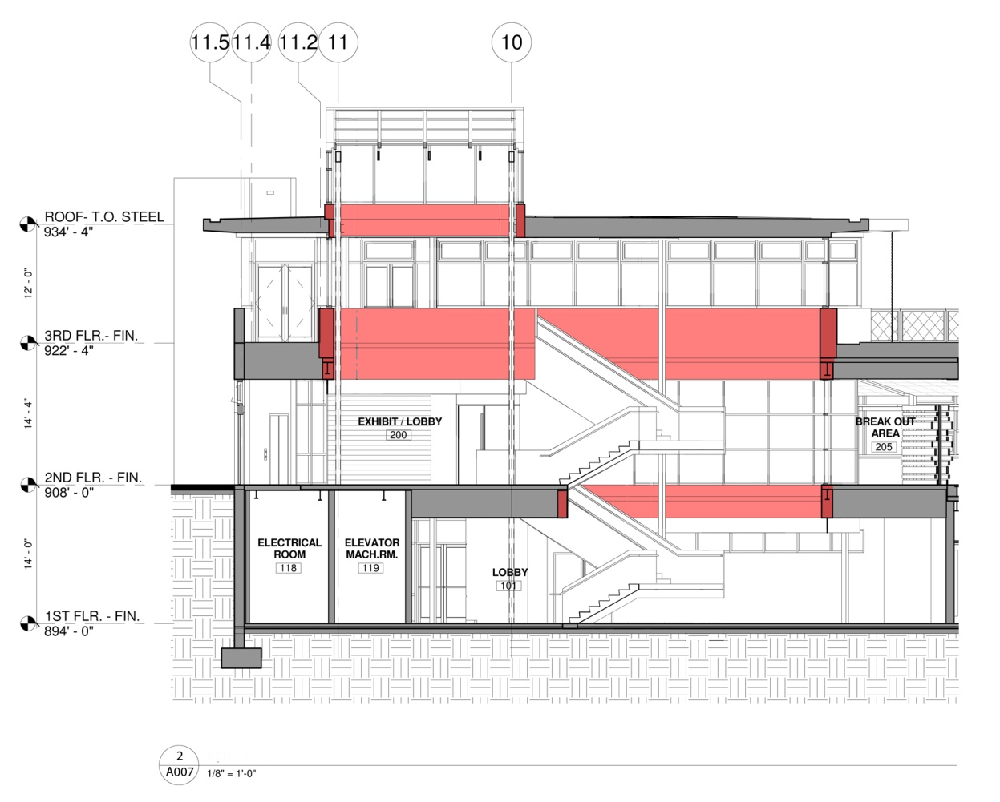 11.5 11.4 11.2 11 10
ROOF- T.O. STEEL
934' - 4"
12' - 0"
3RD FLR.- FIN.
922' - 4"
14' - 4"
EXHIBIT / LOBBY
200
BREAK OUT
AREA
205
2ND FLR. - FIN.
908' - 0"
14' - 0"
ELECTRICAL
ROOM
118
ELEVATOR
MACH.RM.
119
LOBBY
101
1ST FLR. - FIN.
894' - 0"
2
A007
1/8" = 1'-0"